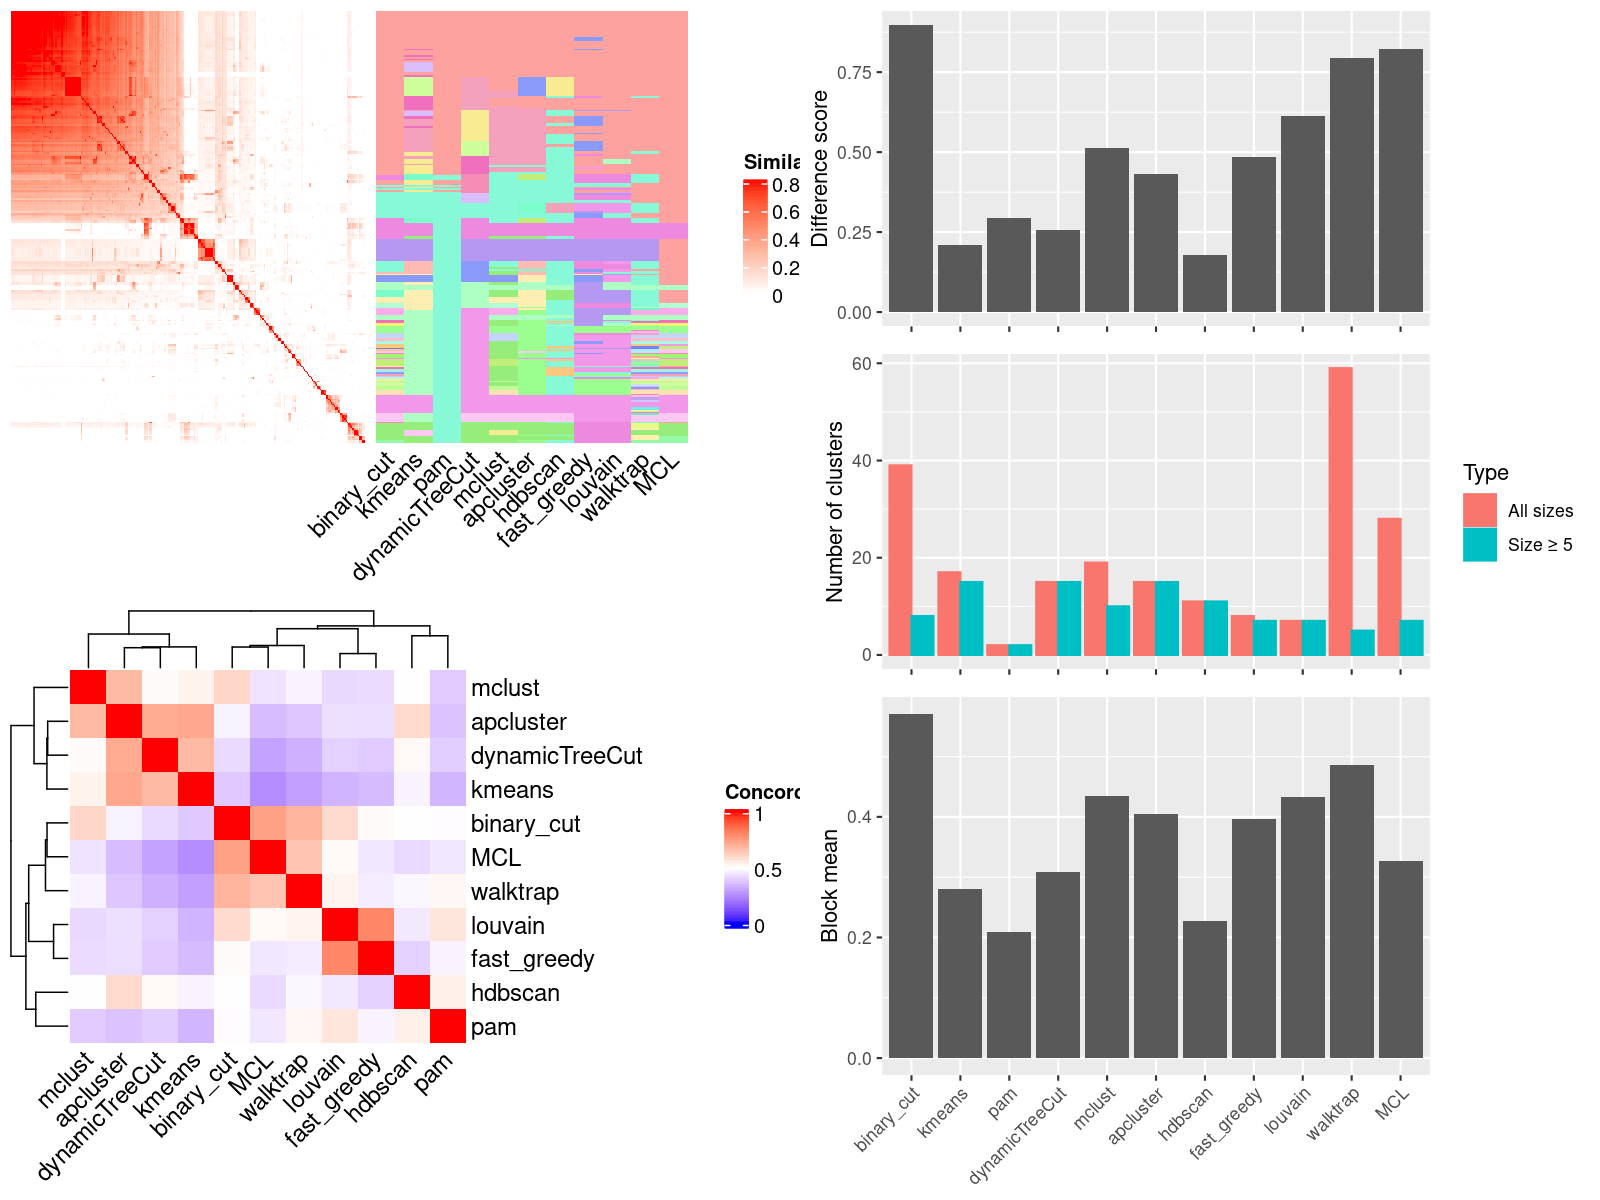 Simila
0.8
0.6
0.4
0.2
0
binary_cut
kmeans
pam
dynamicTreeCut
mclust
apcluster
hdbscan
fast_greedy
louvain
walktrap
MCL
Difference score
0.75
0.50
0.25
0.00
Number of clusters
60
40
20
0
Type
All sizes
Size ≥ 5
mclust
apcluster
dynamicTreeCut
kmeans
binary_cut
MCL
walktrap
louvain
fast_greedy
hdbscan
pam
mclust
apcluster
dynamicTreeCut
kmeans
binary_cut
MCL
walktrap
louvain
fast_greedy
hdbscan
pam
Concord
1
0.5
0
Block mean
0.4
0.2
0.0
binary_cut
kmeans
pam
dynamicTreeCut
mclust
apcluster
hdbscan
fast_greedy
louvain
walktrap
MCL